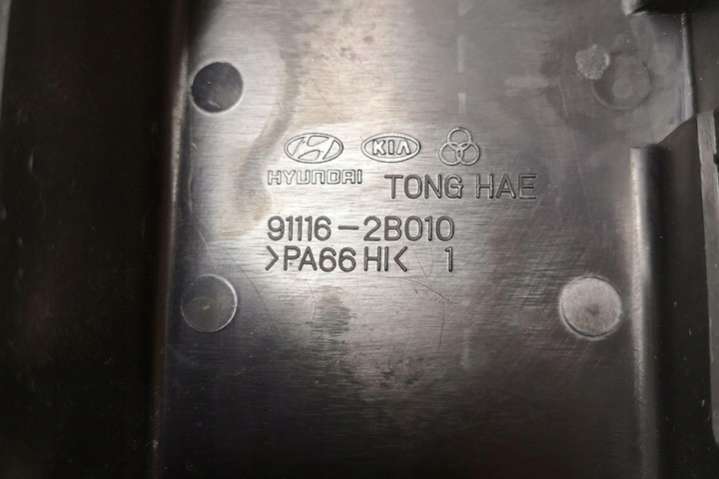 KIA
HYUNDAI TONG HAE
91116-2B010
>PA66 HI< 1